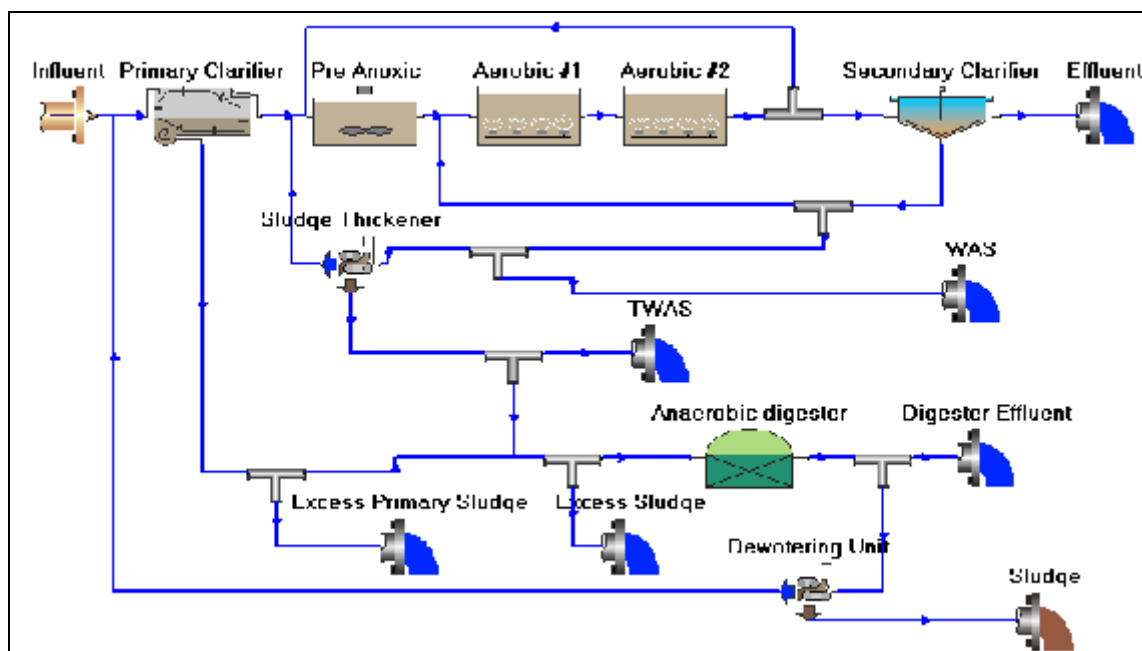 Influent
Primary Clarifier
Pre Anoxic
Aerobic #1
Aerobic #2
Secondary Clarifier
Effluent
Sludge Thickener
WAS
TWAS
Anaerobic digester
Digester Effluent
Excess Primary Sludge
Excess Sludge
Dewotering Unit
Sludge